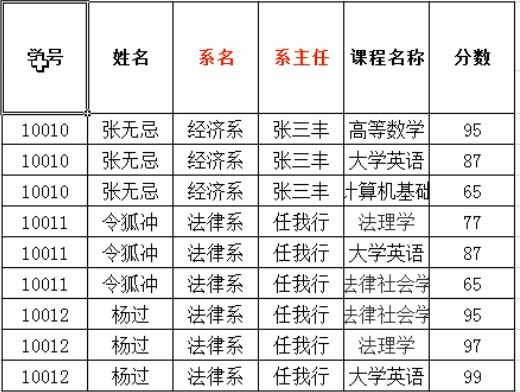 学号 姓名 系名 系主任 课程名称 分数
10010 张无忌 经济系 张三丰 高等数学 95
10010 张无忌 经济系 张三丰 大学英语 87
10010 张无忌 经济系 张三丰 计算机基础 65
10011 令狐冲 法律系 任我行 法理学 77
10011 令狐冲 法律系 任我行 大学英语 87
10011 令狐冲 法律系 任我行 法律社会学 65
10012 杨过 法律系 任我行 法律社会学 95
10012 杨过 法律系 任我行 法理学 97
10012 杨过 法律系 任我行 大学英语 99